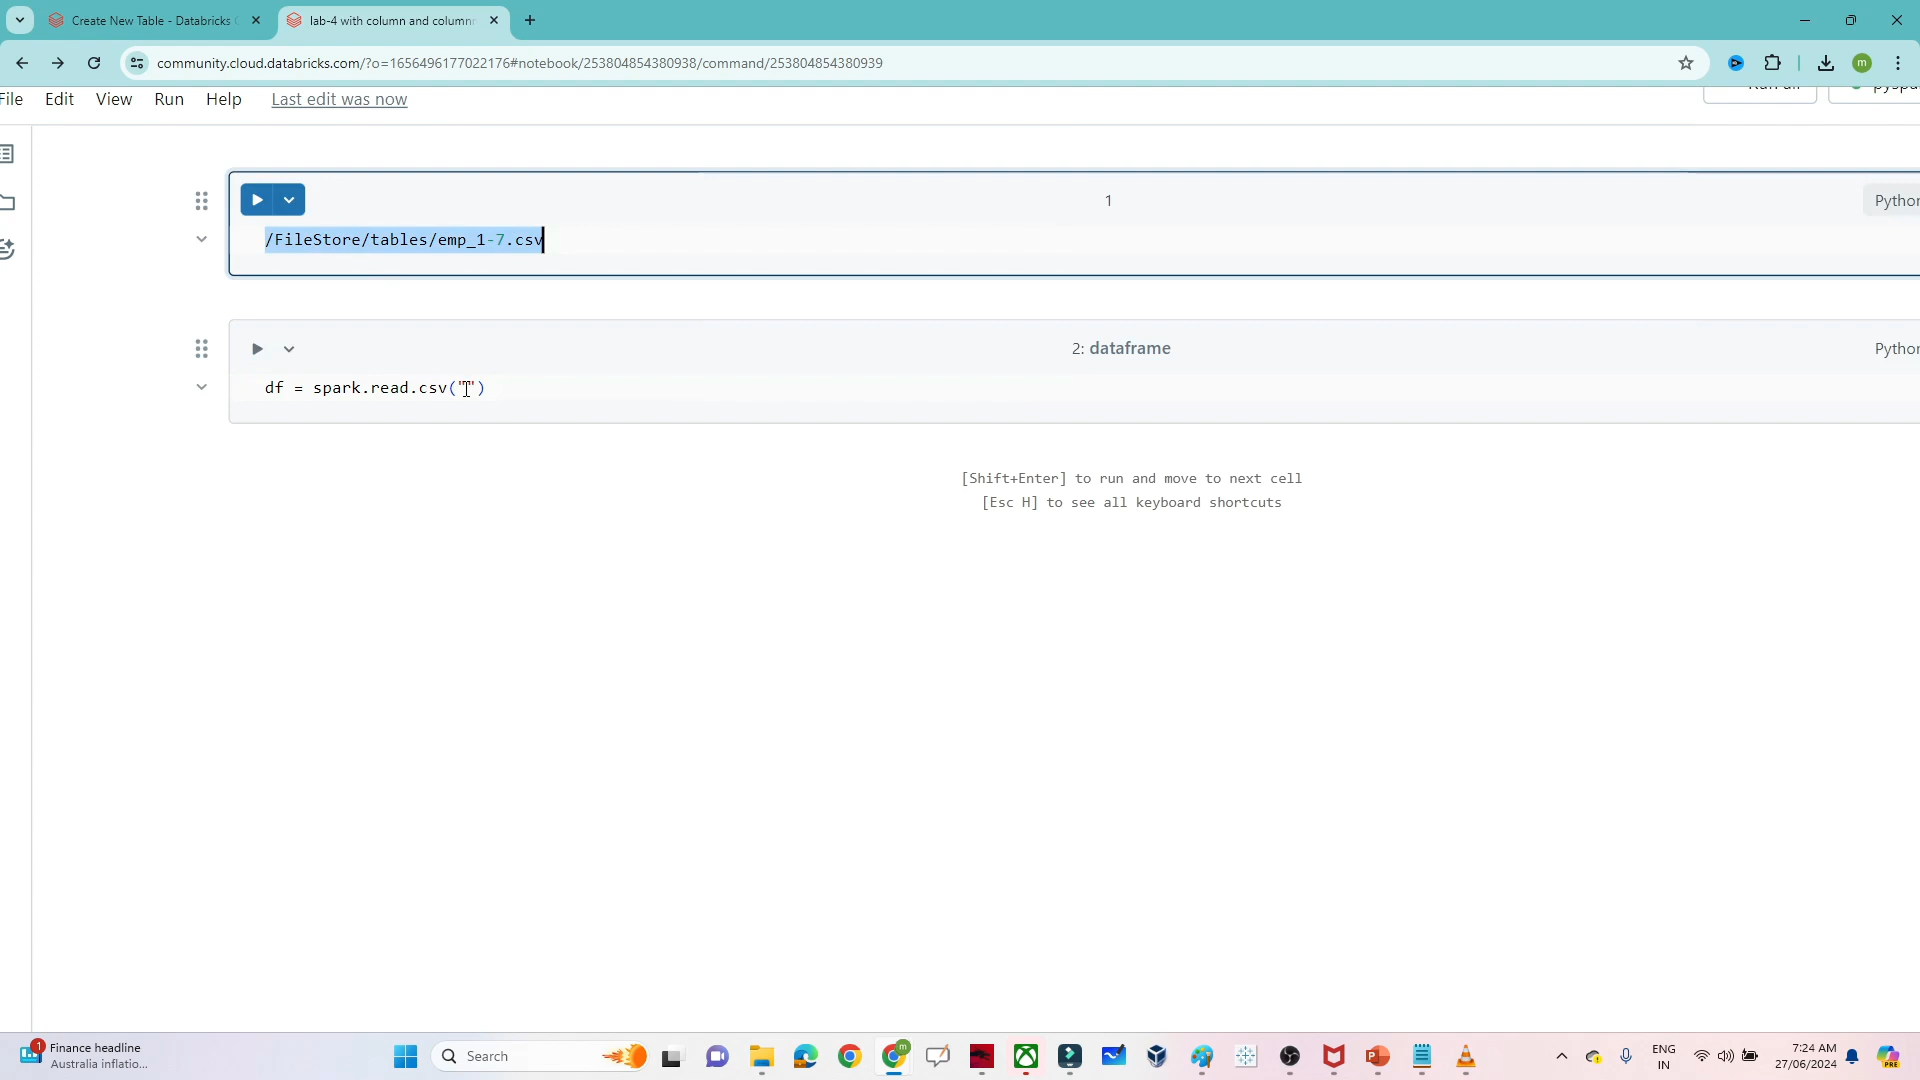 Create New Table - Databricks
lab-4 with column and column
community.cloud.databricks.com/?o=1656496177022176#notebook/253804854380938/command/253804854380939
m
File Edit View Run Help Last edit was now
1
Python
/FileStore/tables/emp_1-7.csv
2: dataframe
Python
df = spark.read.csv("")
[Shift+Enter] to run and move to next cell
[Esc H] to see all keyboard shortcuts
1
Finance headline
Australia inflatio...
Search
m
ENG
IN
7:24 AM
27/06/2024
PRE